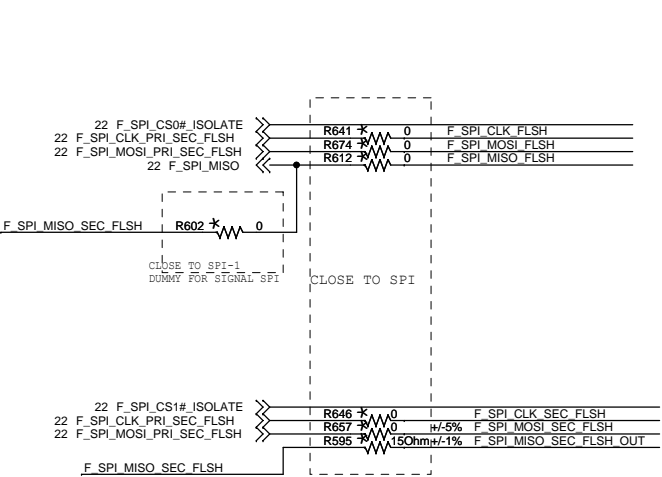 22 F_SPI_CS0#_ISOLATE
22 F_SPI_CLK_PRI_SEC_FLSH R641 0 F_SPI_CLK_FLSH
22 F_SPI_MOSI_PRI_SEC_FLSH R674 0 F_SPI_MOSI_FLSH
22 F_SPI_MISO R612 0 F_SPI_MISO_FLSH
F_SPI_MISO_SEC_FLSH R602 0
CLOSE TO SPI-1
DUMMY FOR SIGNAL SPI
CLOSE TO SPI
22 F_SPI_CS1#_ISOLATE
22 F_SPI_CLK_PRI_SEC_FLSH R646 0 F_SPI_CLK_SEC_FLSH
22 F_SPI_MOSI_PRI_SEC_FLSH R657 0 +/-5% F_SPI_MOSI_SEC_FLSH
R595 15Ohm +/-1% F_SPI_MISO_SEC_FLSH_OUT
F_SPI_MISO_SEC_FLSH